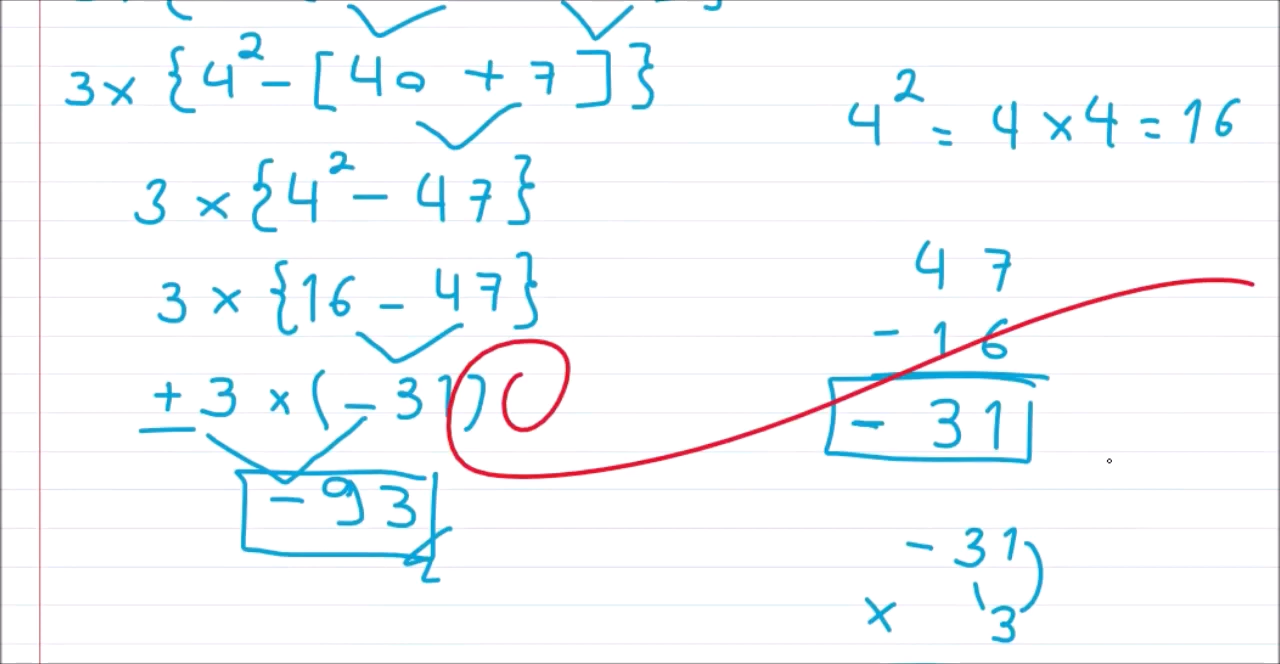 3 × {4² - [40 + 7]}
3 × {4² - 47}
3 × {16 - 47}
+ 3 × (- 31)
- 93
4² = 4 × 4 = 16
47
- 16
- 31
- 31
× 3